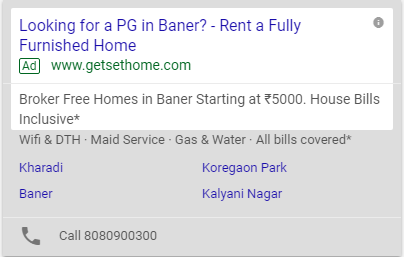 Looking for a PG in Baner? - Rent a Fully
Furnished Home
Ad www.getsethome.com
Broker Free Homes in Baner Starting at ₹5000. House Bills
Inclusive*
Wifi & DTH · Maid Service · Gas & Water · All bills covered*
Kharadi Koregaon Park
Baner Kalyani Nagar
Call 8080900300